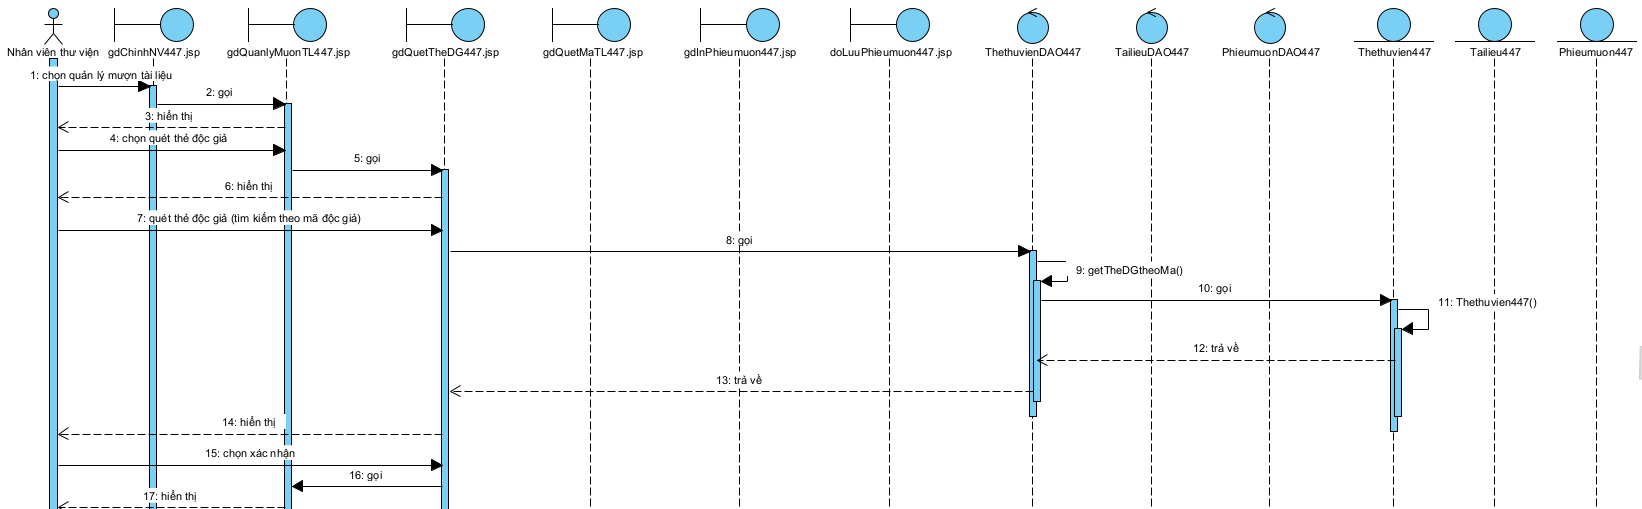 Nhân viên thư viện
gdChinhNV447.jsp
gdQuanlyMuonTL447.jsp
gdQuetTheDG447.jsp
gdQuetMaTL447.jsp
gdInPhieumuon447.jsp
doLuuPhieumuon447.jsp
ThethuvienDAO447
TailieuDAO447
PhieumuonDAO447
Thethuvien447
Tailieu447
Phieumuon447
1: chọn quản lý mượn tài liệu
2: gọi
3: hiển thị
4: chọn quét thẻ độc giả
5: gọi
6: hiển thị
7: quét thẻ độc giả (tìm kiếm theo mã độc giả)
8: gọi
9: getTheDGtheoMa()
10: gọi
11: Thethuvien447()
12: trả về
13: trả về
14: hiển thị
15: chọn xác nhận
16: gọi
17: hiển thị